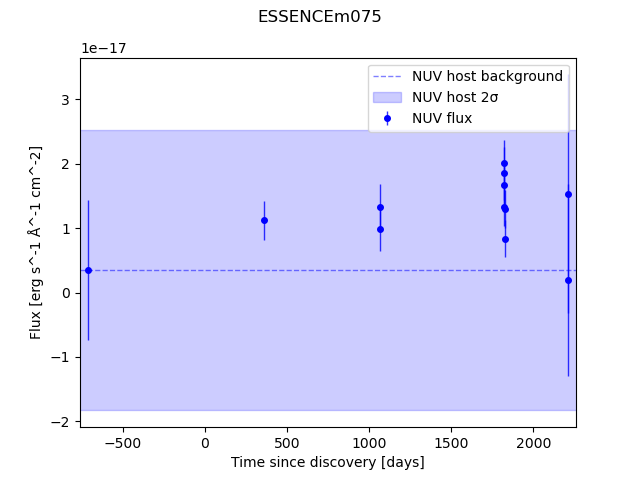 ESSENCEm075
1e−17
NUV host background
NUV host 2σ
NUV flux
3
2
1
0
−1
−2
Flux [erg s^-1 Å^-1 cm^-2]
−500 0 500 1000 1500 2000
Time since discovery [days]